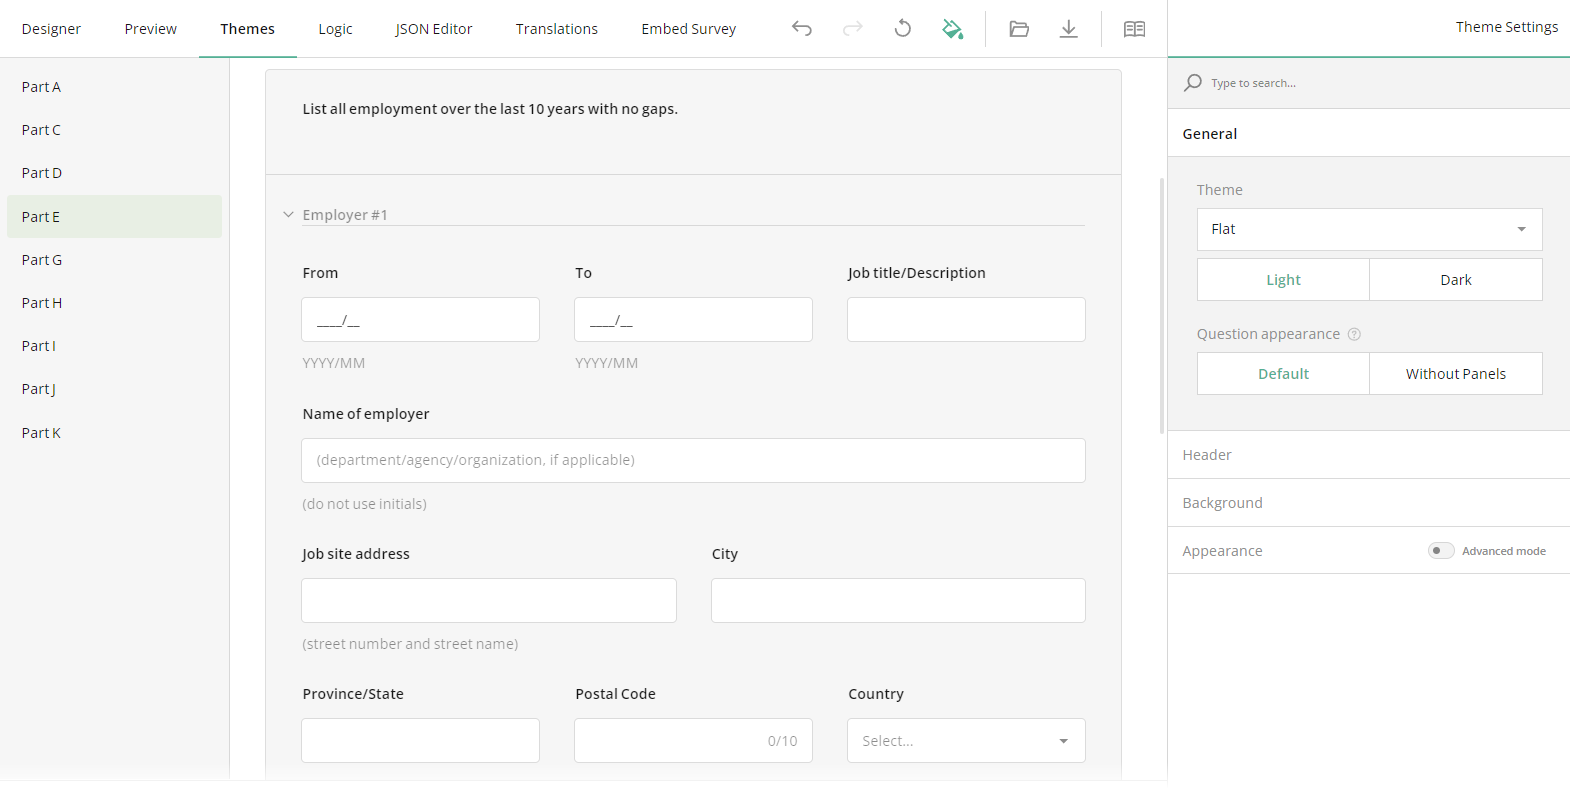 Designer Preview Themes Logic JSON Editor Translations Embed Survey
Theme Settings
Part A
Part C
Part D
Part E
Part G
Part H
Part I
Part J
Part K
List all employment over the last 10 years with no gaps.
Employer #1
From To Job title/Description
____/__ ____/__
YYYY/MM YYYY/MM
Name of employer
(department/agency/organization, if applicable)
(do not use initials)
Job site address City
(street number and street name)
Province/State Postal Code Country
0/10 Select...
Type to search...
General
Theme
Flat
Light Dark
Question appearance ?
Default Without Panels
Header
Background
Appearance Advanced mode